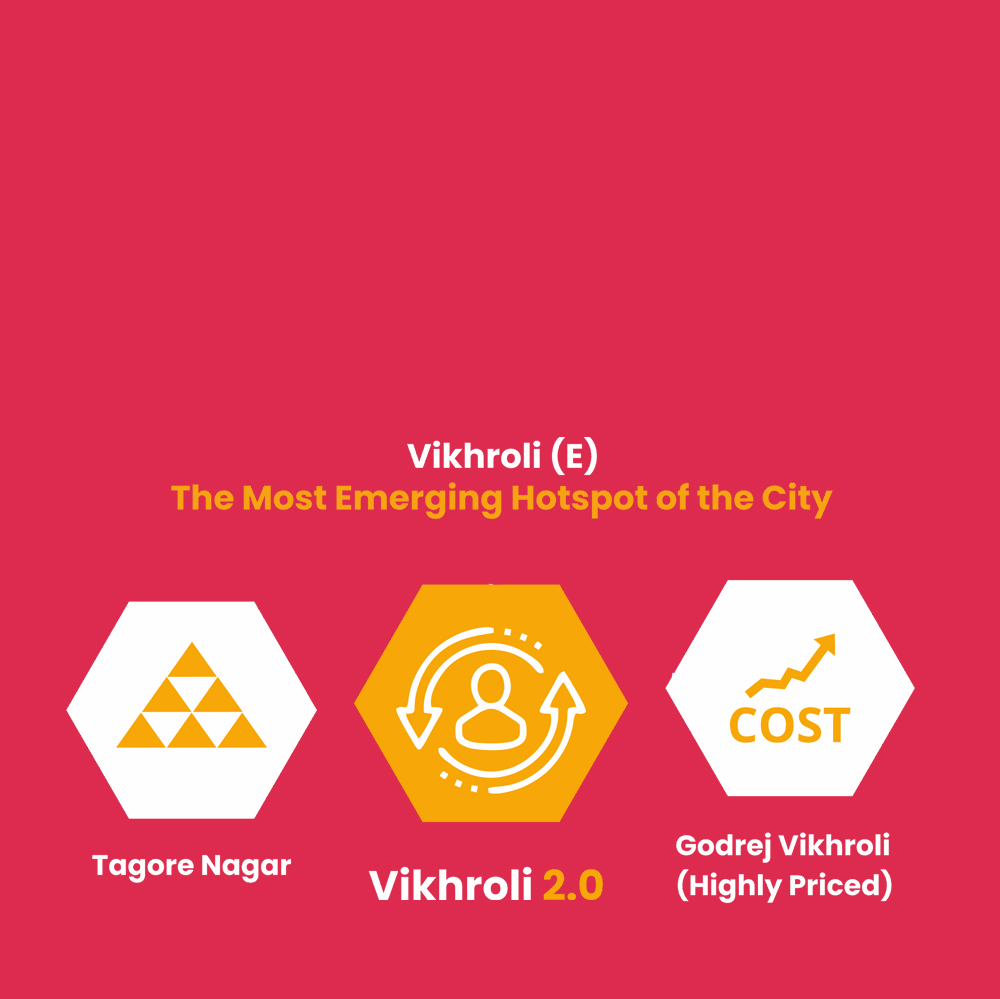 Vikhroli (E)
The Most Emerging Hotspot of the City
COST
Tagore Nagar
Vikhroli 2.0
Godrej Vikhroli
(Highly Priced)